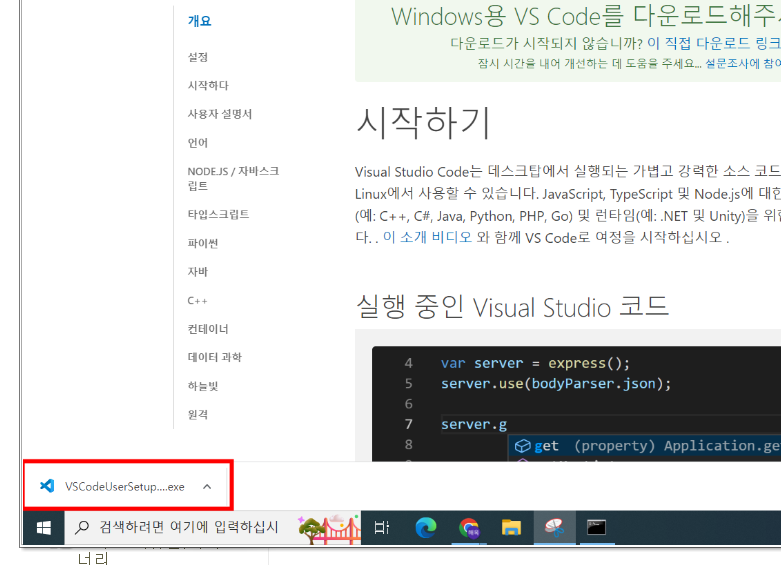 개요
설정
시작하다
사용자 설명서
언어
NODE.JS / 자바스크
립트
타입스크립트
파이썬
자바
C++
컨테이너
데이터 과학
하늘빛
원격
Windows용 VS Code를 다운로드해주
다운로드가 시작되지 않습니까? 이 직접 다운로드 링크
잠시 시간을 내어 개선하는 데 도움을 주세요... 설문조사에 참여
시작하기
Visual Studio Code는 데스크탑에서 실행되는 가볍고 강력한 소스 코드
Linux에서 사용할 수 있습니다. JavaScript, TypeScript 및 Node.js에 대한
(예: C++, C#, Java, Python, PHP, Go) 및 런타임(예: .NET 및 Unity)을 위한
다. . 이 소개 비디오 와 함께 VS Code로 여정을 시작하십시오 .
실행 중인 Visual Studio 코드
4 var server = express();
5 server.use(bodyParser.json);
6
7 server.g
8 get (property) Application.ge
VSCodeUserSetup....exe
검색하려면 여기에 입력하십시
너리